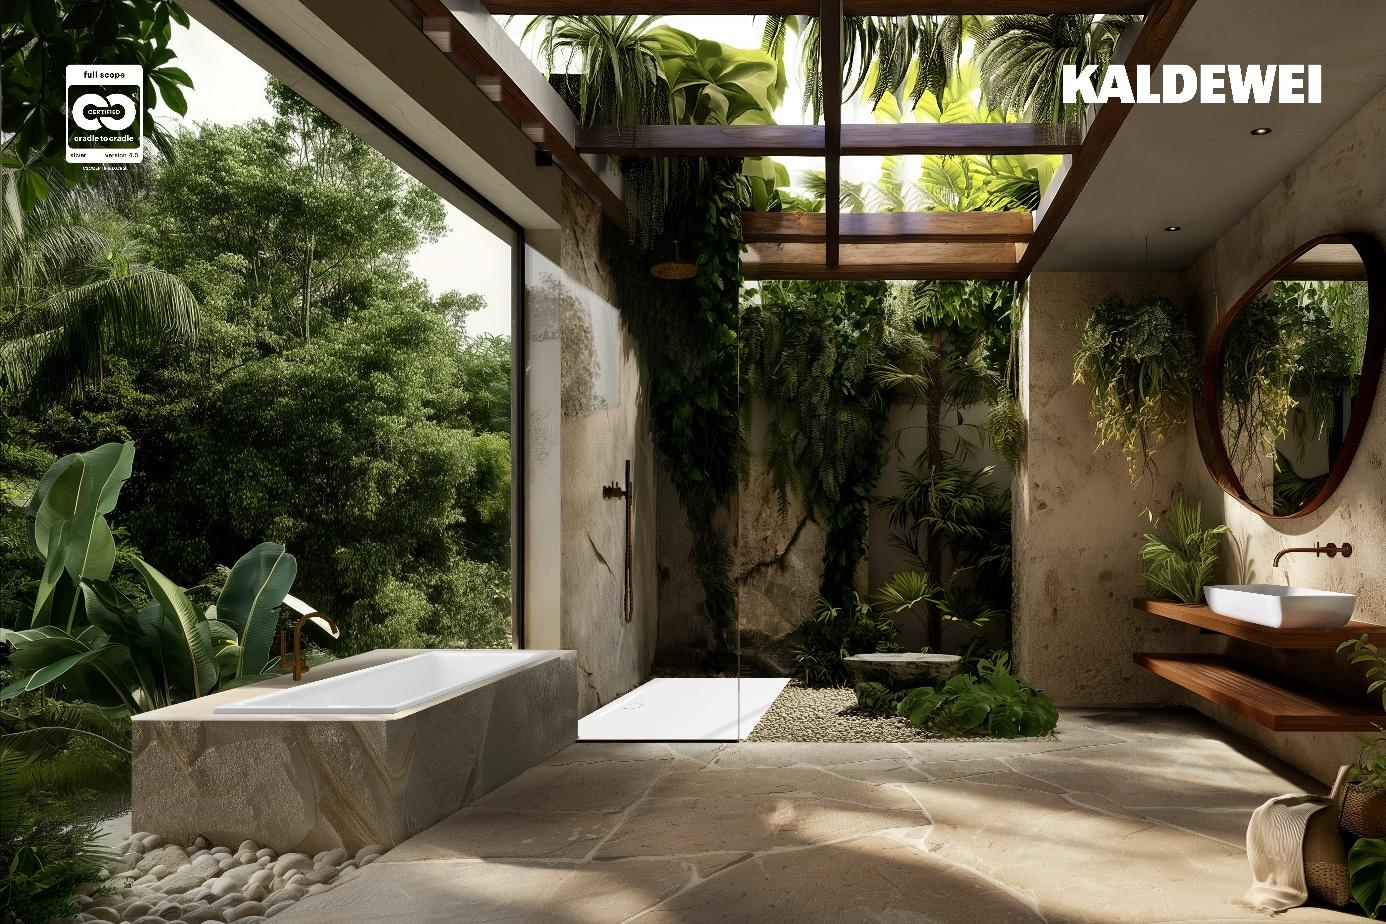 full scope
CERTIFIED
cradle to cradle
silver version 4.0
KALDEWEI